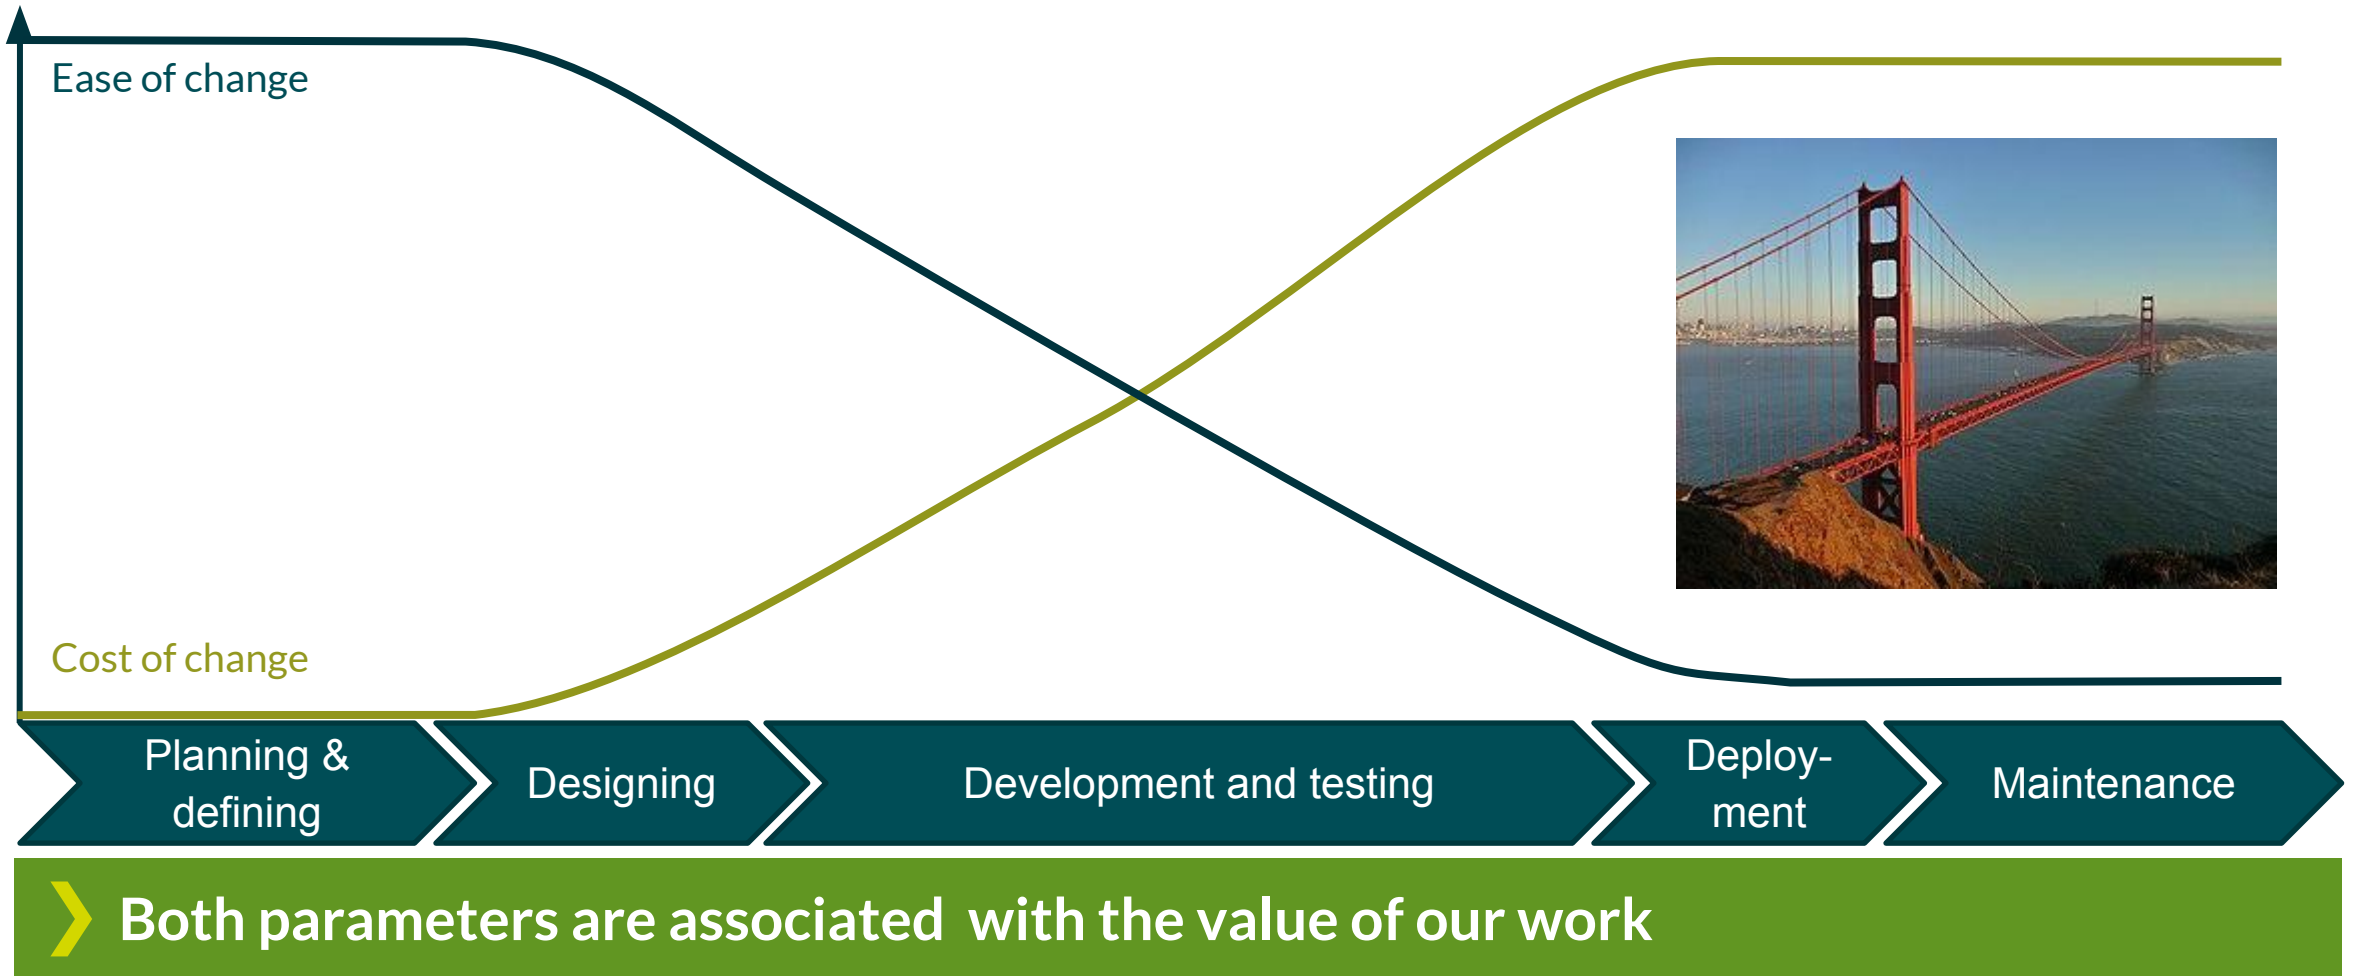 Ease of change
Cost of change
Planning &
defining
Designing
Development and testing
Deploy-
ment
Maintenance
Both parameters are associated  with the value of our work